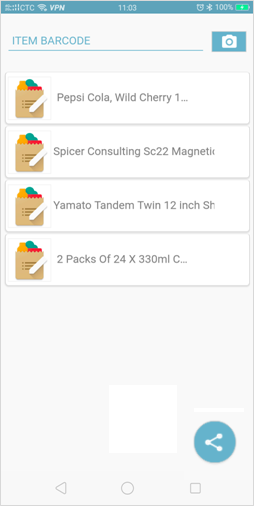 CTC VPN 11:03 100%
ITEM BARCODE
Pepsi Cola, Wild Cherry 1...
Spicer Consulting Sc22 Magnetic
Yamato Tandem Twin 12 inch Sh
2 Packs Of 24 X 330ml C...